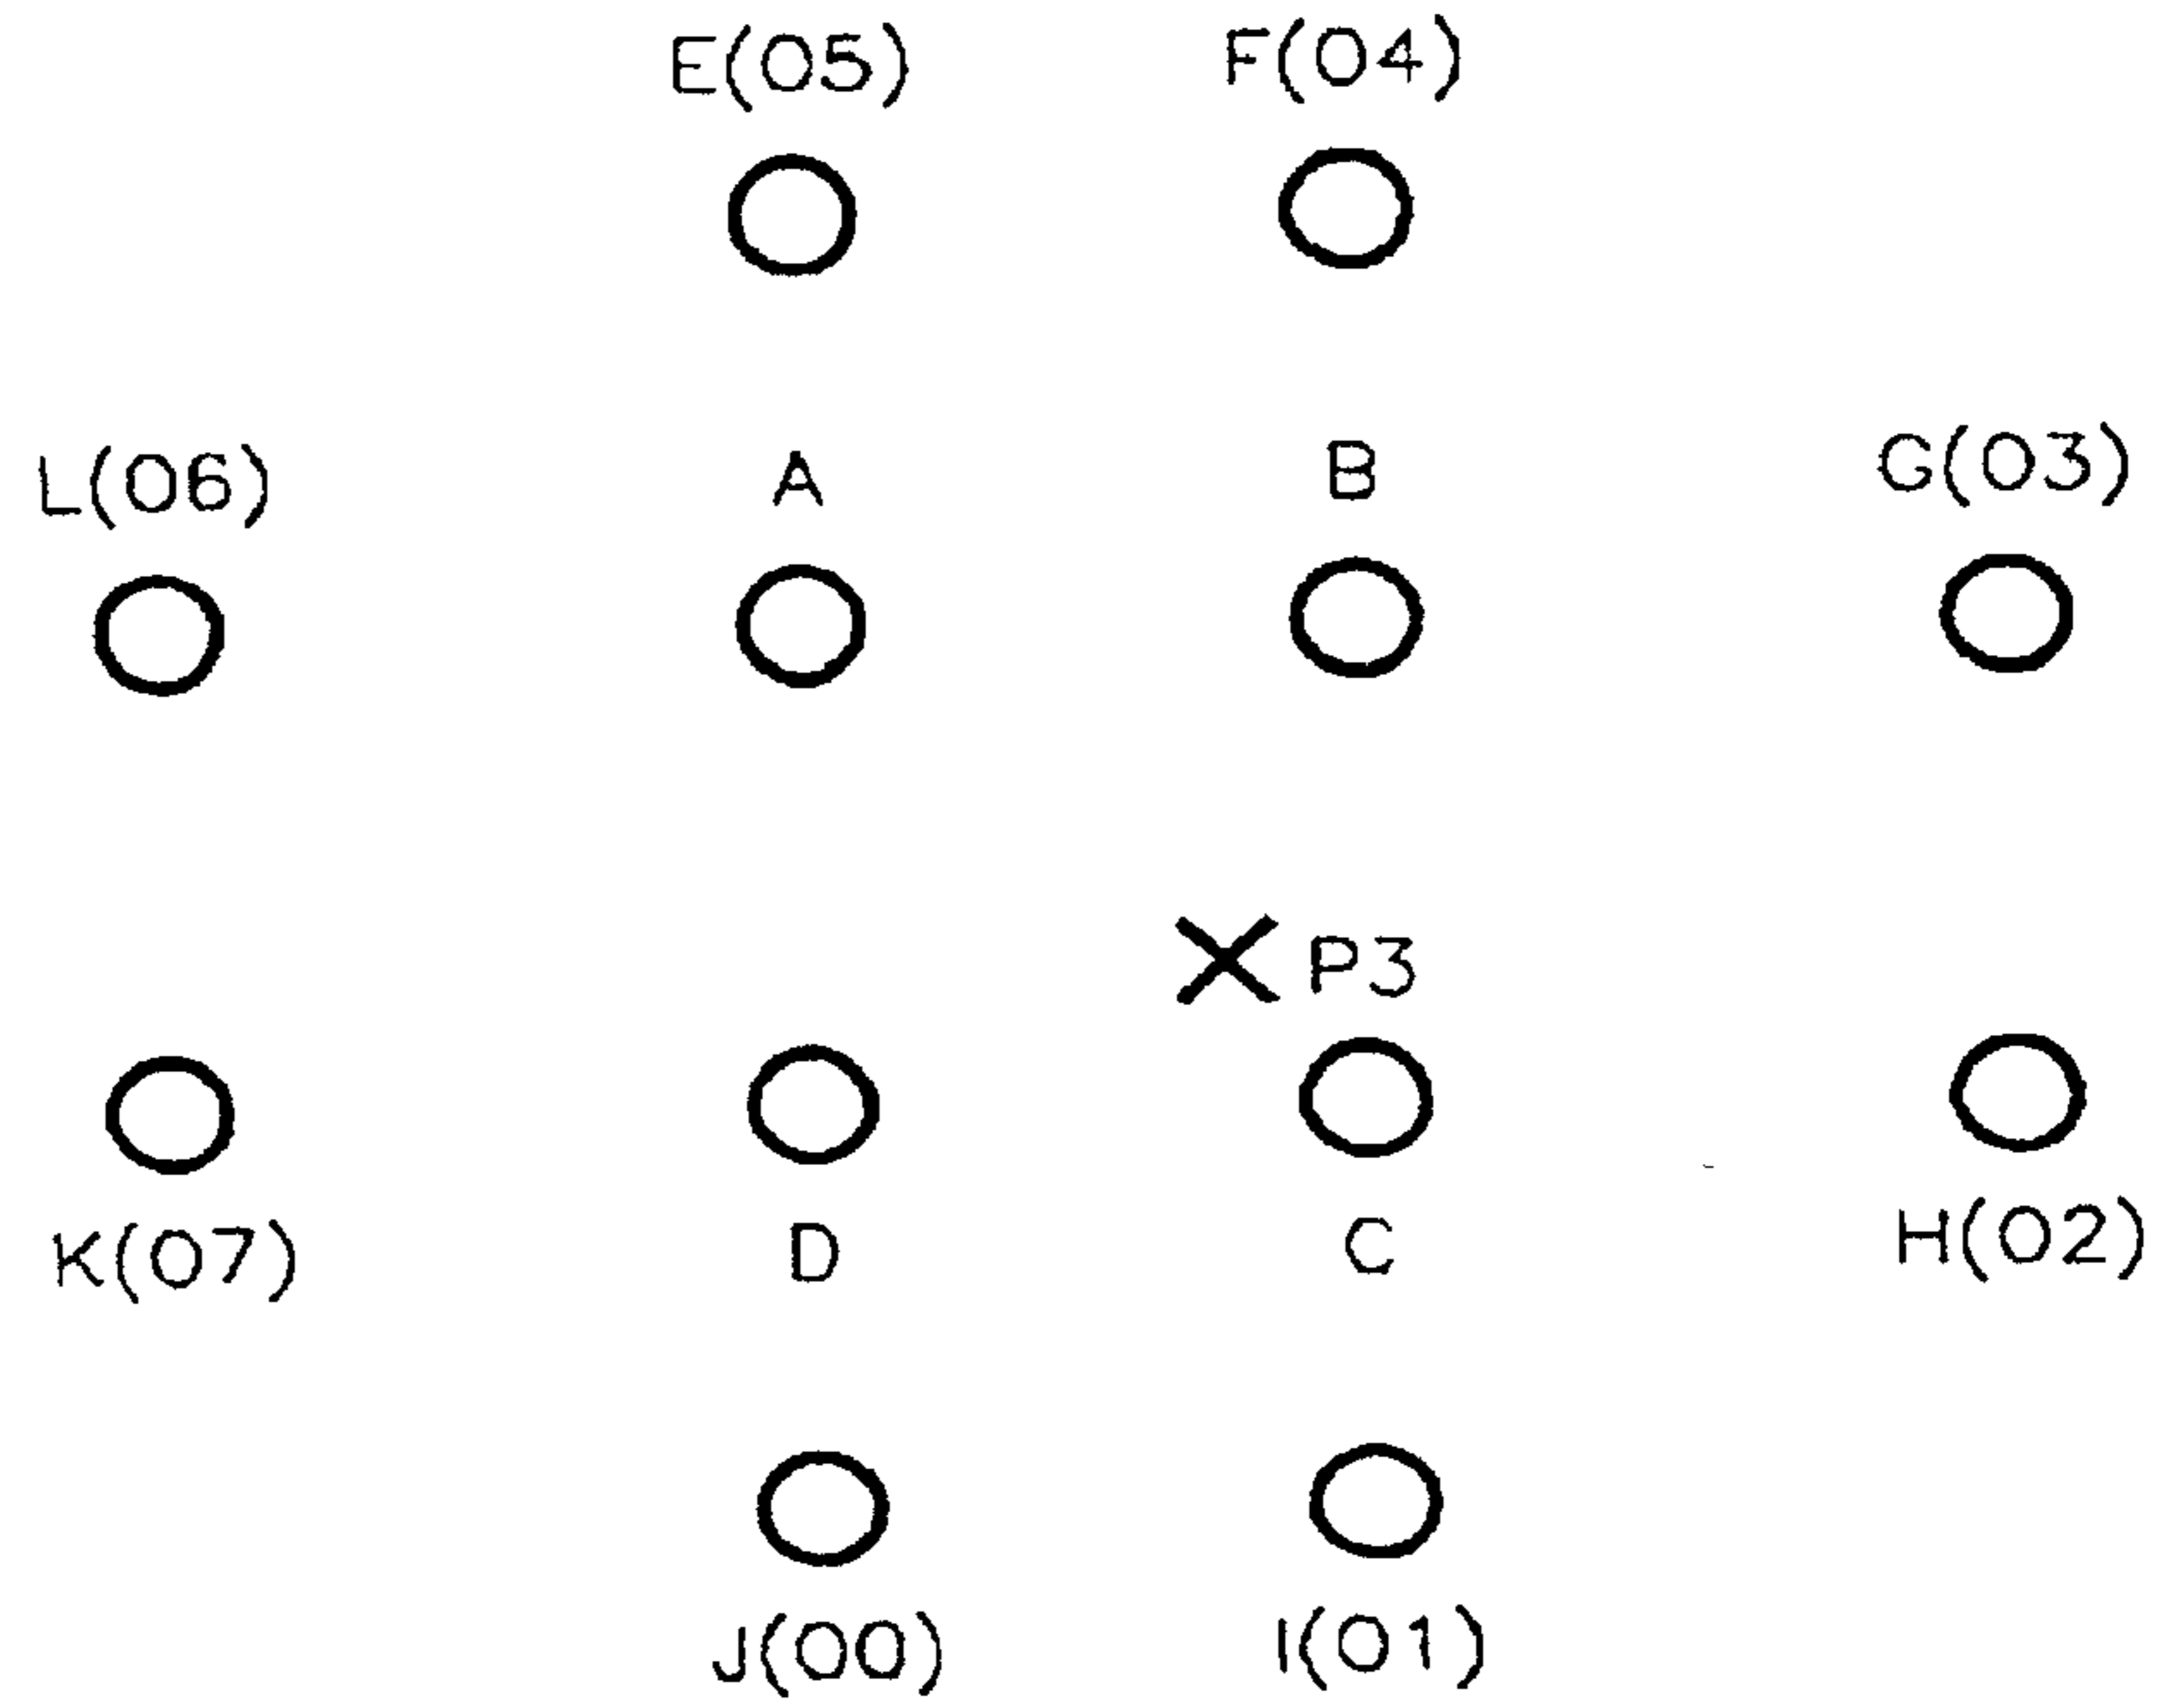 E(05) F(04)
L(06) A B G(03)
P3
K(07) D C H(02)
J(00) I(01)